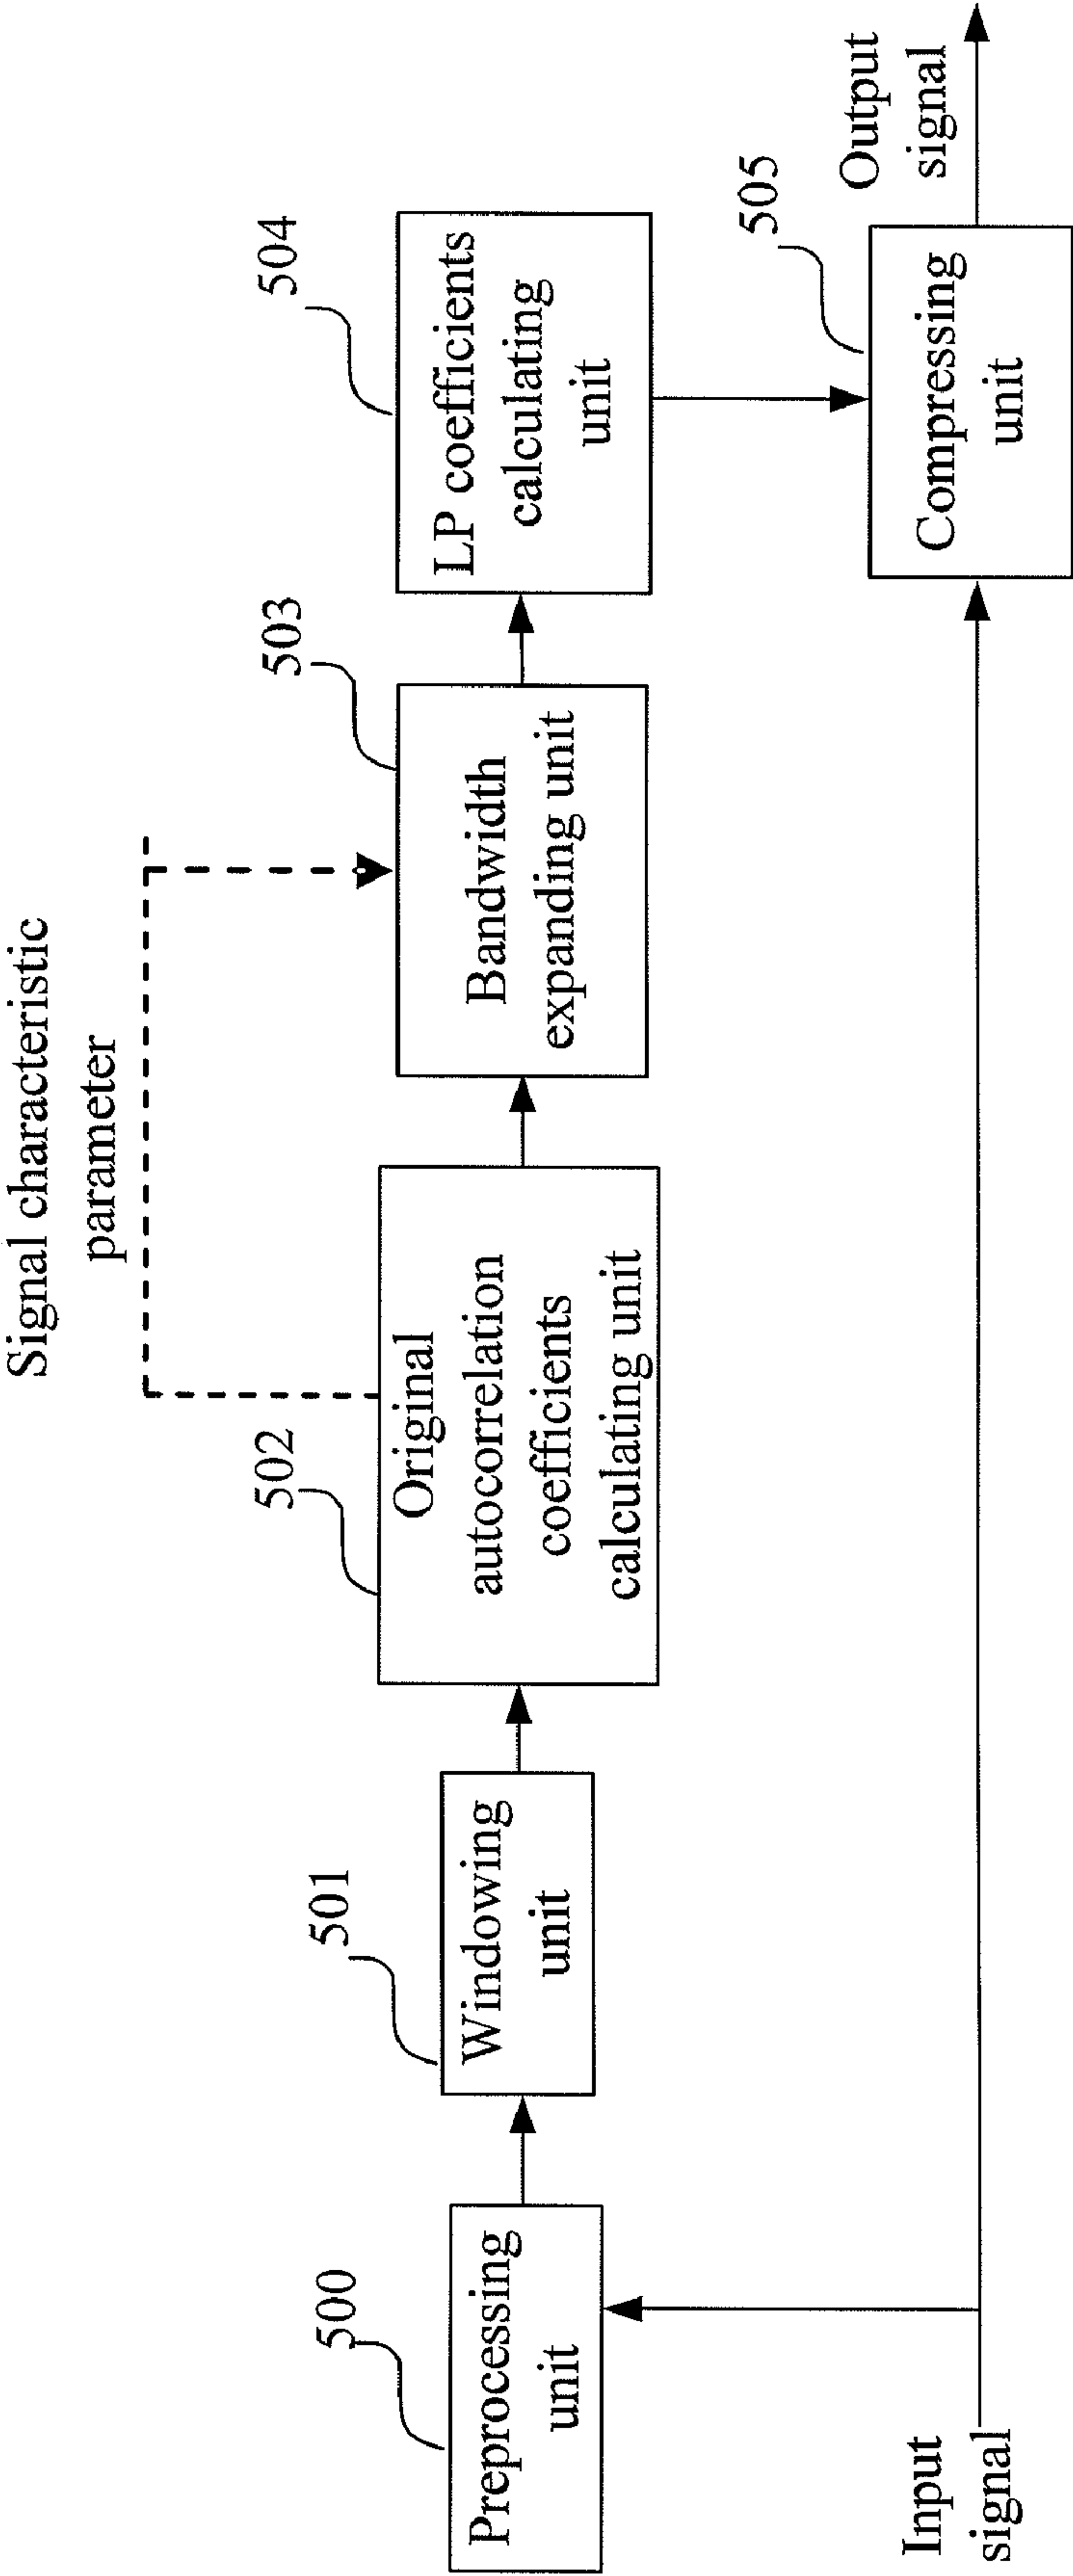 Signal characteristic
parameter
500
Preprocessing
unit
501
Windowing
unit
502
Original
autocorrelation
coefficients
calculating unit
503
Bandwidth
expanding unit
504
LP coefficients
calculating
unit
505
Compressing
unit
Input
signal
Output
signal